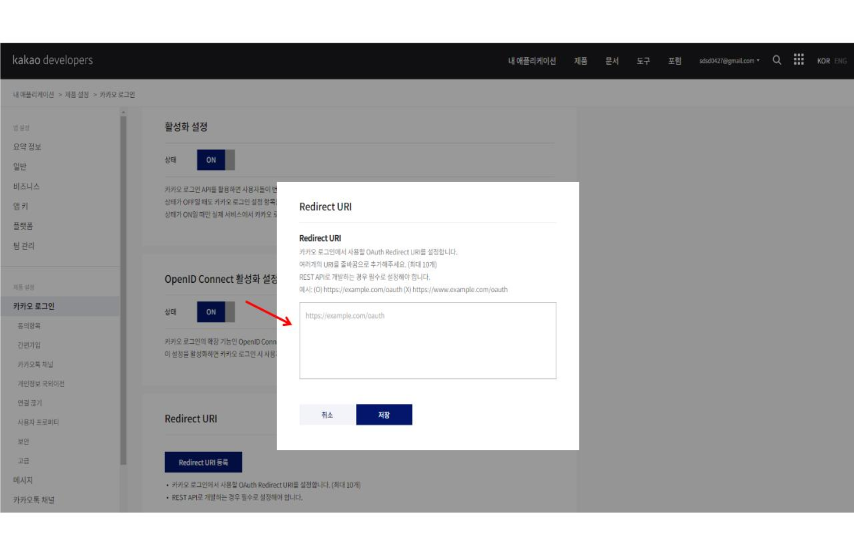 kakao developers
내 애플리케이션 제품 문서 도구 포럼 KOR ENG
내 애플리케이션 > 제품 설정 > 카카오 로그인
앱 설정
요약 정보
일반
비즈니스
앱 키
플랫폼
팀 관리
제품 설정
카카오 로그인
동의항목
간편가입
카카오톡 채널
개인정보 국외이전
연결 끊기
사용자 프로퍼티
보안
고급
메시지
카카오톡 채널
활성화 설정
상태 ON
카카오 로그인 API를 활용하면 사용자들이
상태가 OFF일 때도 카카오 로그인 설정 항목
상태가 ON일 때만 실제 서비스에서 카카오
OpenID Connect 활성화 설정
상태 ON
카카오 로그인의 확장 기능인 OpenID Conn
이 설정을 활성화하면 카카오 로그인 시 사용
Redirect URI
Redirect URI 등록
• 카카오 로그인에서 사용할 OAuth Redirect URI를 설정합니다. (최대 10개)
• REST API로 개발하는 경우 필수로 설정해야 합니다.
Redirect URI
Redirect URI
카카오 로그인에서 사용할 OAuth Redirect URI를 설정합니다.
여러개의 URI를 줄바꿈으로 추가해주세요. (최대 10개)
REST API로 개발하는 경우 필수로 설정해야 합니다.
예시: (O) https://example.com/oauth (X) https://www.example.com/oauth
https://example.com/oauth
취소 저장